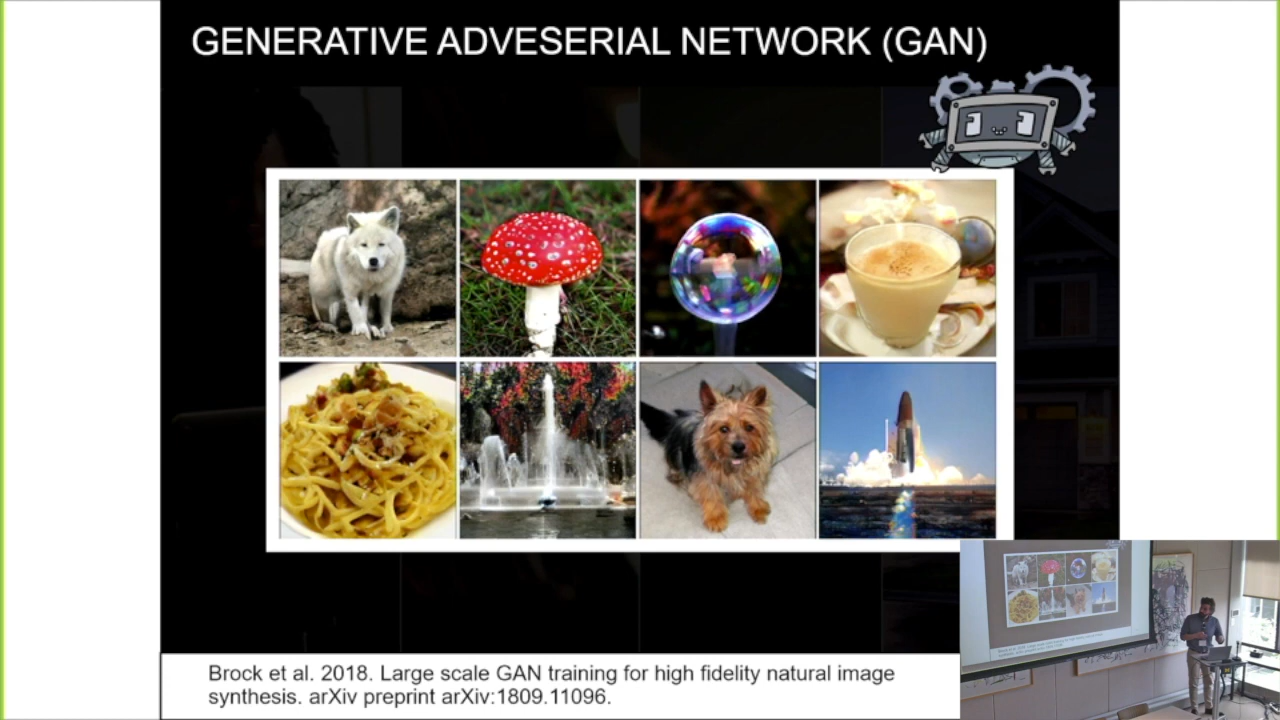 GENERATIVE ADVESERIAL NETWORK (GAN)
Brock et al. 2018. Large scale GAN training for high fidelity natural image
synthesis. arXiv preprint arXiv:1809.11096.